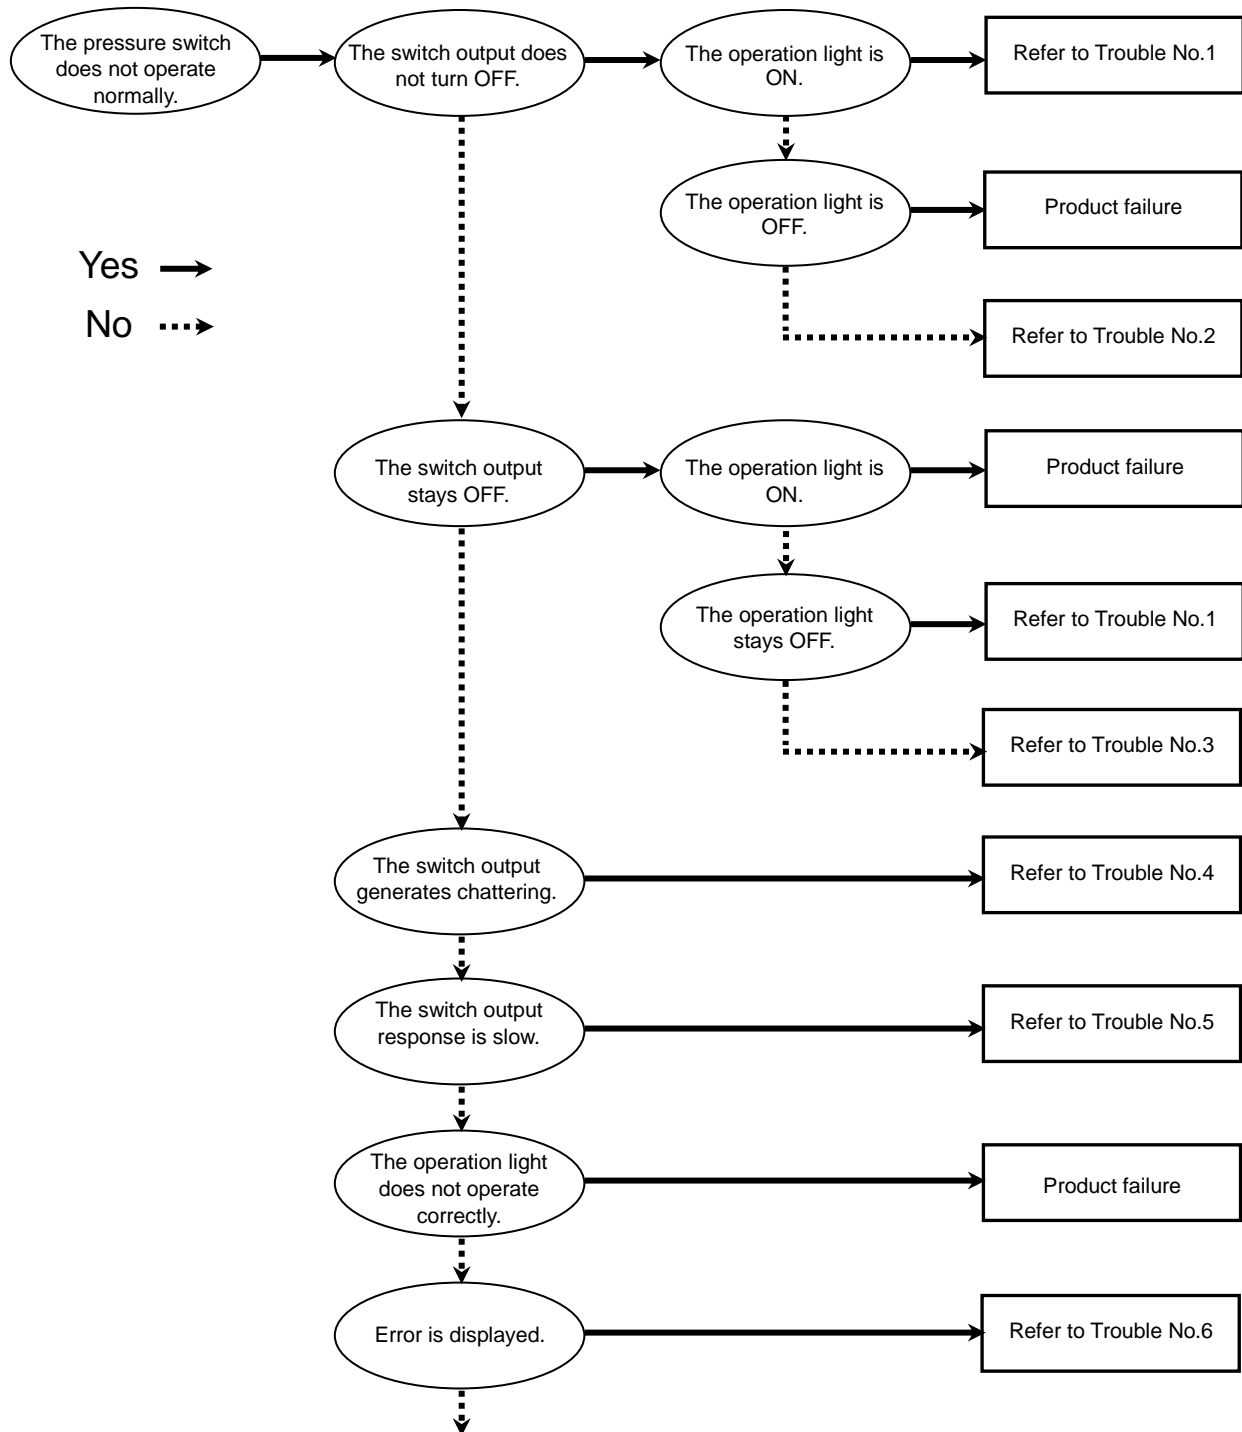 The pressure switch
does not operate
normally.
The switch output does
not turn OFF.
The operation light is
ON.
Refer to Trouble No.1
The operation light is
OFF.
Product failure
Yes
No
Refer to Trouble No.2
The switch output
stays OFF.
The operation light is
ON.
Product failure
The operation light
stays OFF.
Refer to Trouble No.1
Refer to Trouble No.3
The switch output
generates chattering.
Refer to Trouble No.4
The switch output
response is slow.
Refer to Trouble No.5
The operation light
does not operate
correctly.
Product failure
Error is displayed.
Refer to Trouble No.6